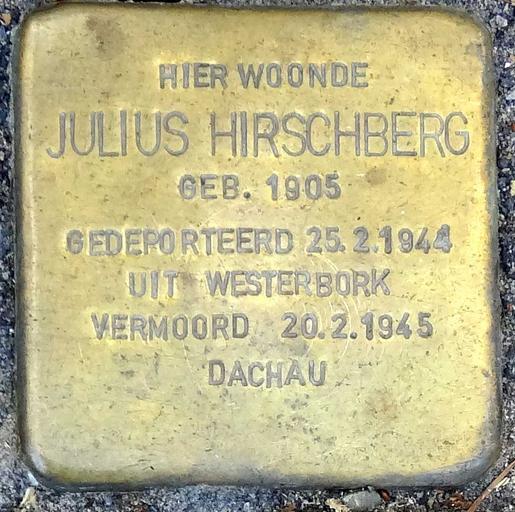 HIER WOONDE
JULIUS HIRSCHBERG
GEB. 1905
GEDEPORTEERD 25.2.1944
UIT WESTERBORK
VERMOORD 20.2.1945
DACHAU